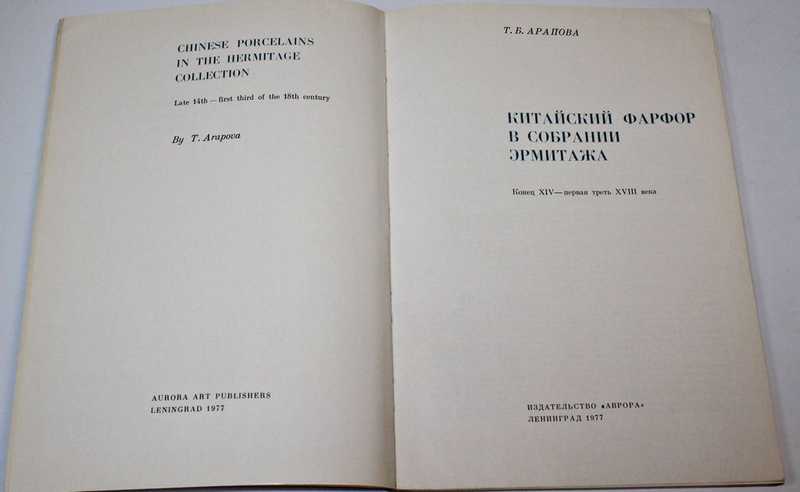 CHINESE PORCELAINS
IN THE HERMITAGE
COLLECTION
Late 14th — first third of the 18th century
By T. Arapova
AURORA ART PUBLISHERS
LENINGRAD 1977
Т. Б. АРАПОВА
КИТАЙСКИЙ ФАРФОР
В СОБРАНИИ
ЭРМИТАЖА
Конец XIV — первая треть XVIII века
ИЗДАТЕЛЬСТВО «АВРОРА»
ЛЕНИНГРАД 1977